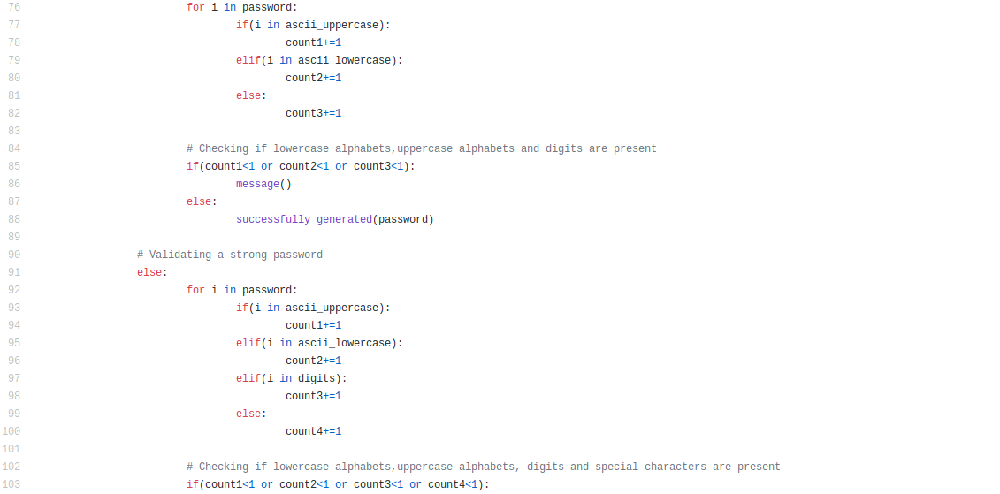 76                         for i in password:
77                                 if(i in ascii_uppercase):
78                                         count1+=1
79                                 elif(i in ascii_lowercase):
80                                         count2+=1
81                                 else:
82                                         count3+=1
83
84                         # Checking if lowercase alphabets,uppercase alphabets and digits are present
85                         if(count1<1 or count2<1 or count3<1):
86                                 message()
87                         else:
88                                 successfully_generated(password)
89
90                 # Validating a strong password
91                 else:
92                         for i in password:
93                                 if(i in ascii_uppercase):
94                                         count1+=1
95                                 elif(i in ascii_lowercase):
96                                         count2+=1
97                                 elif(i in digits):
98                                         count3+=1
99                                 else:
100                                         count4+=1
101
102                         # Checking if lowercase alphabets,uppercase alphabets, digits and special characters are present
103                         if(count1<1 or count2<1 or count3<1 or count4<1):